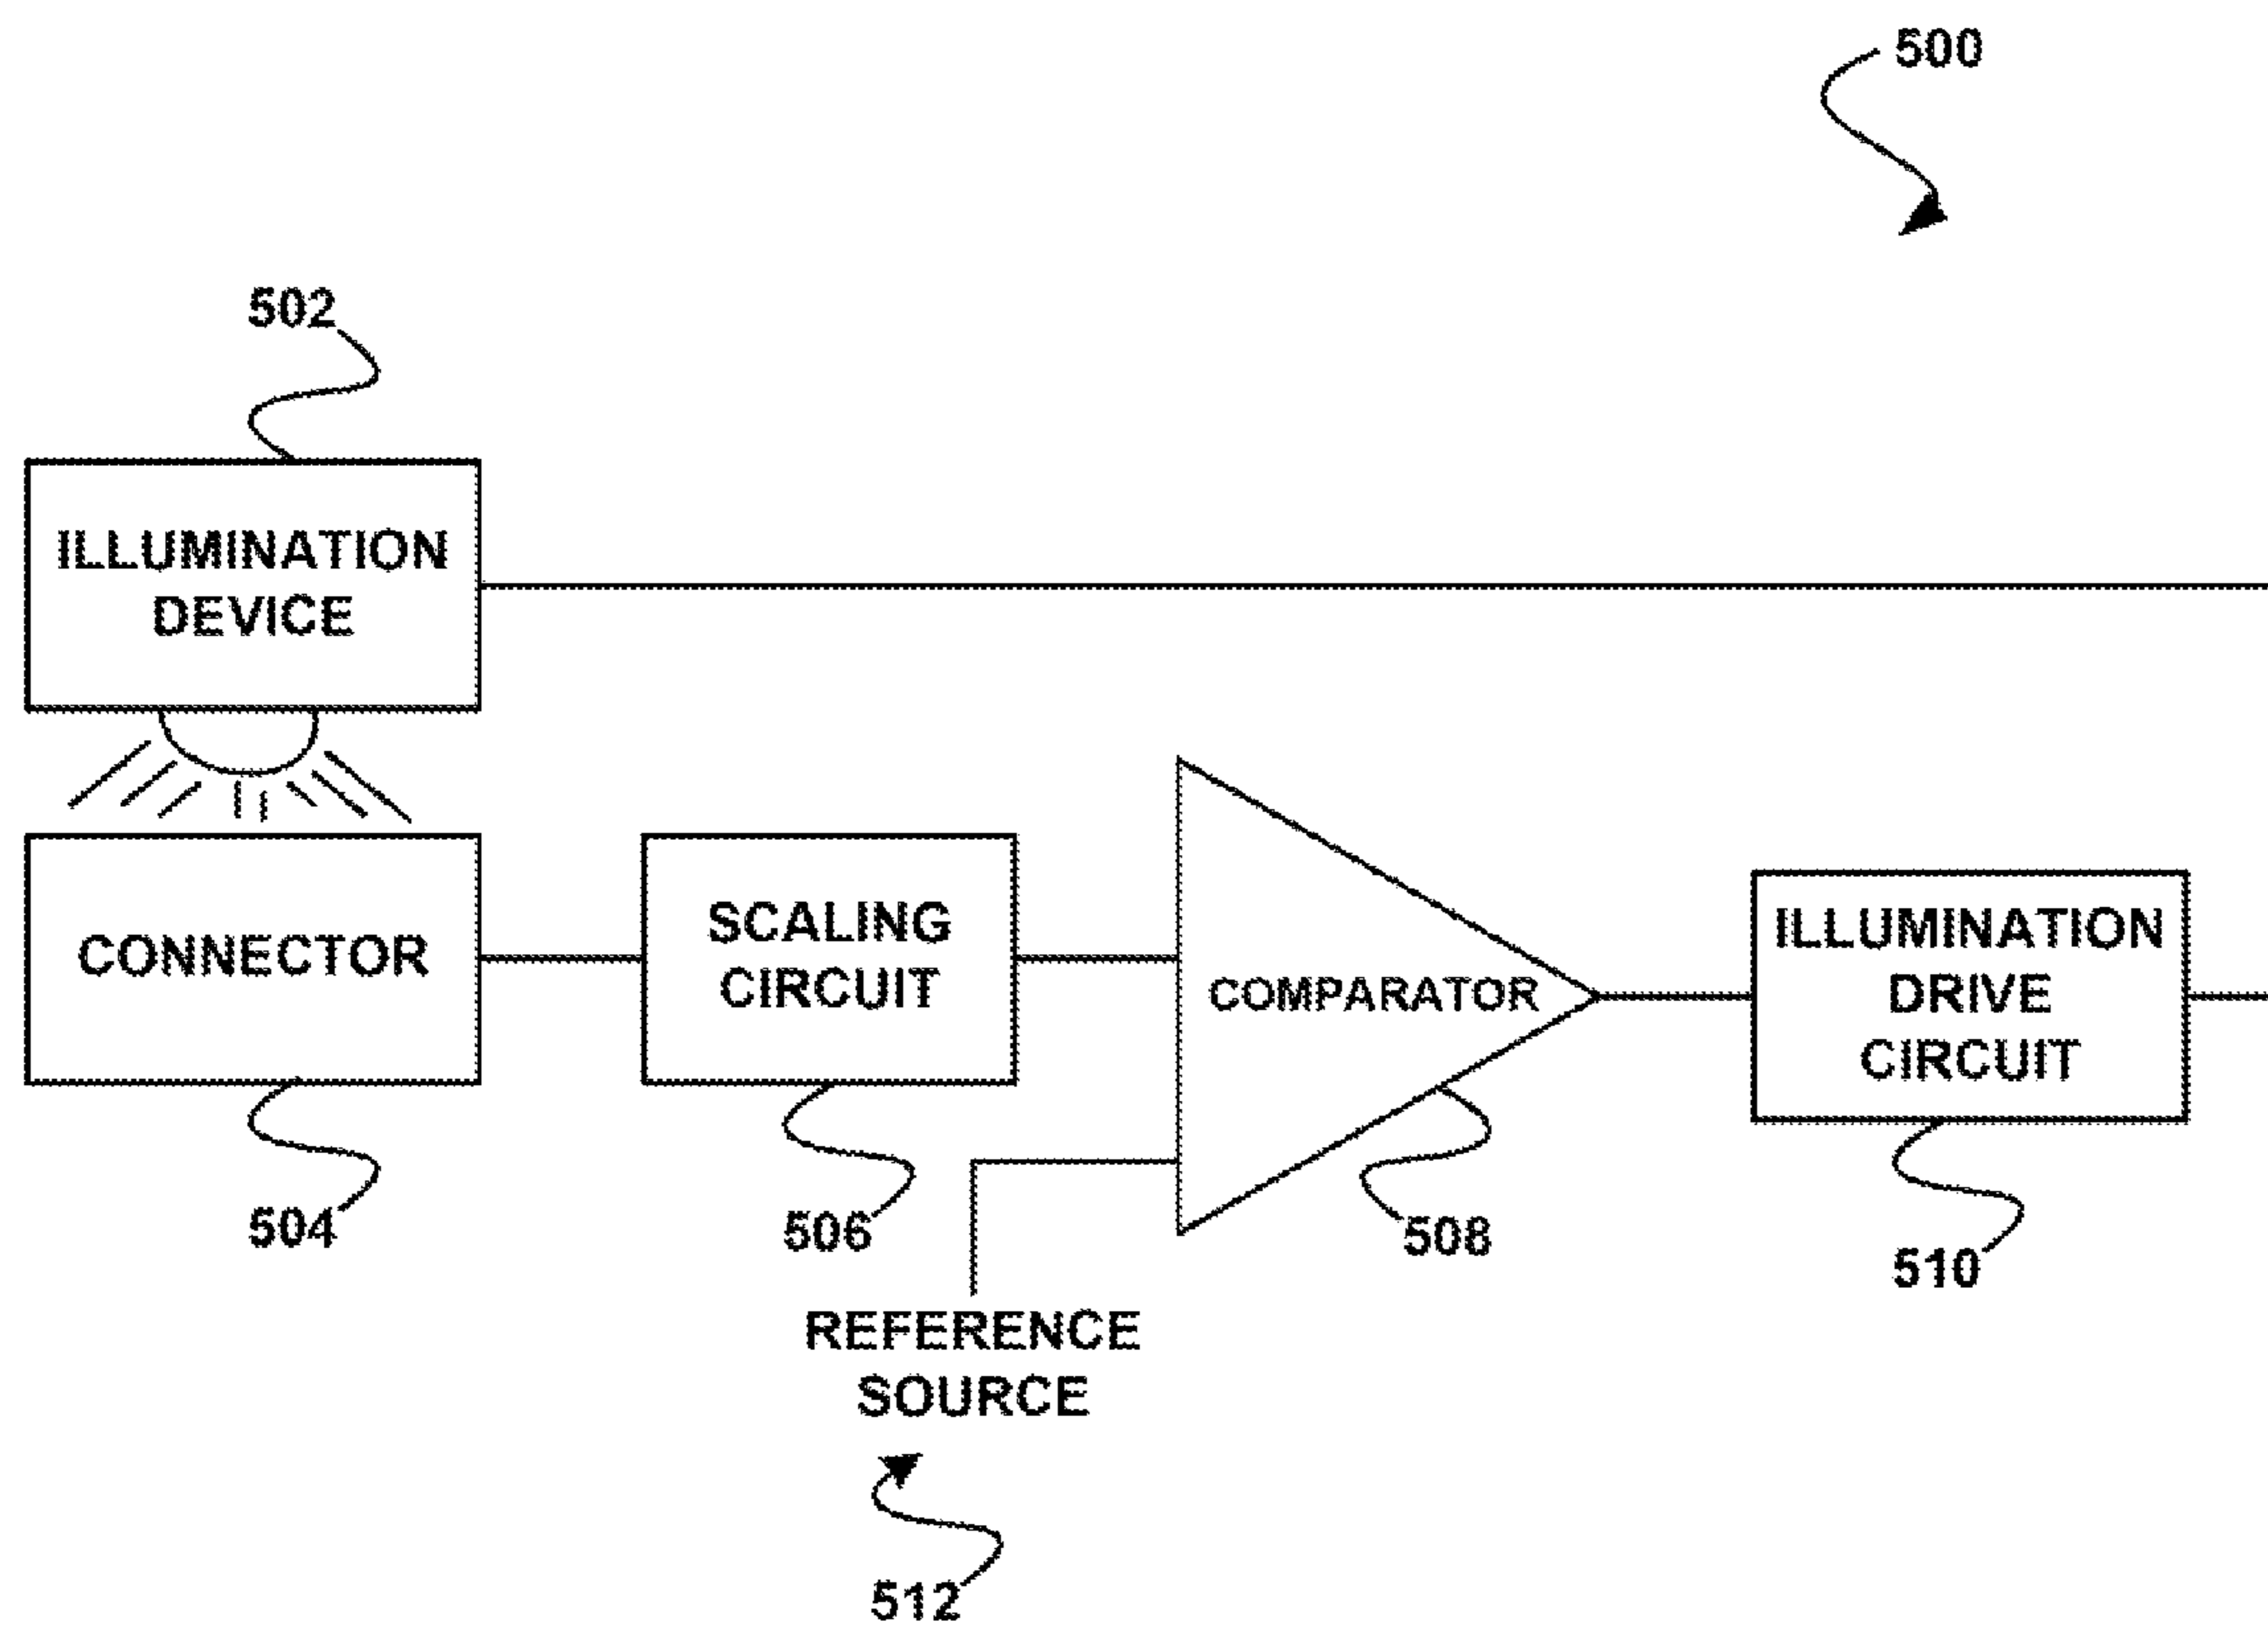 500
502
ILLUMINATION
DEVICE
CONNECTOR
SCALING
CIRCUIT
COMPARATOR
ILLUMINATION
DRIVE
CIRCUIT
504
506
508
510
REFERENCE
SOURCE
512